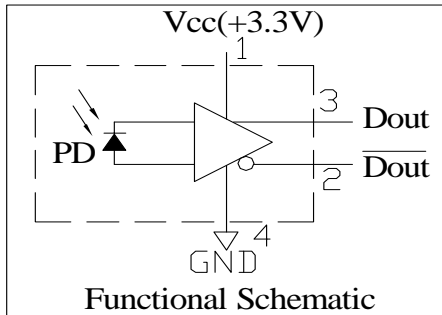 Vcc(+3.3V)
1
3
Dout
PD
Dout
2
4
GND
Functional Schematic